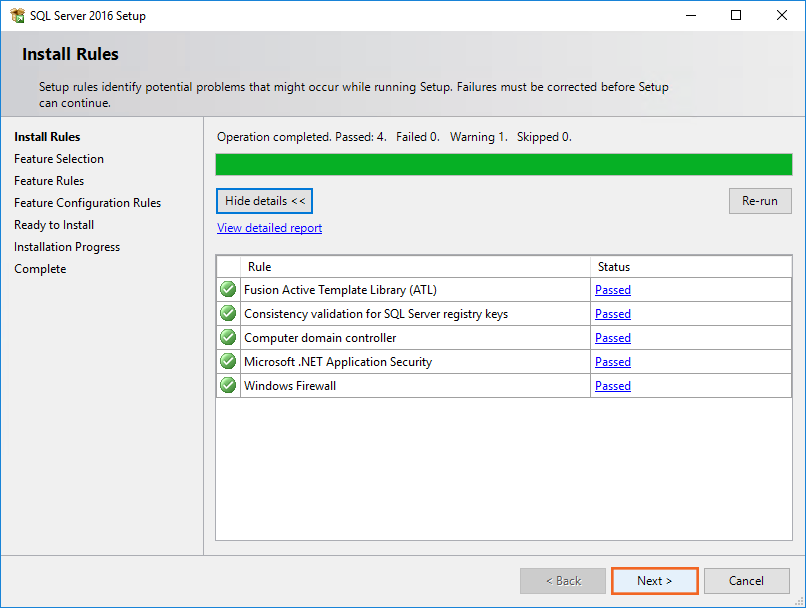 SQL Server 2016 Setup
Install Rules
Setup rules identify potential problems that might occur while running Setup. Failures must be corrected before Setup
can continue.
Install Rules
Feature Selection
Feature Rules
Feature Configuration Rules
Ready to Install
Installation Progress
Complete
Operation completed. Passed: 4.   Failed 0.   Warning 1.   Skipped 0.
Hide details <<
Re-run
View detailed report
Rule Status
Fusion Active Template Library (ATL) Passed
Consistency validation for SQL Server registry keys Passed
Computer domain controller Passed
Microsoft .NET Application Security Passed
Windows Firewall Passed
< Back Next > Cancel